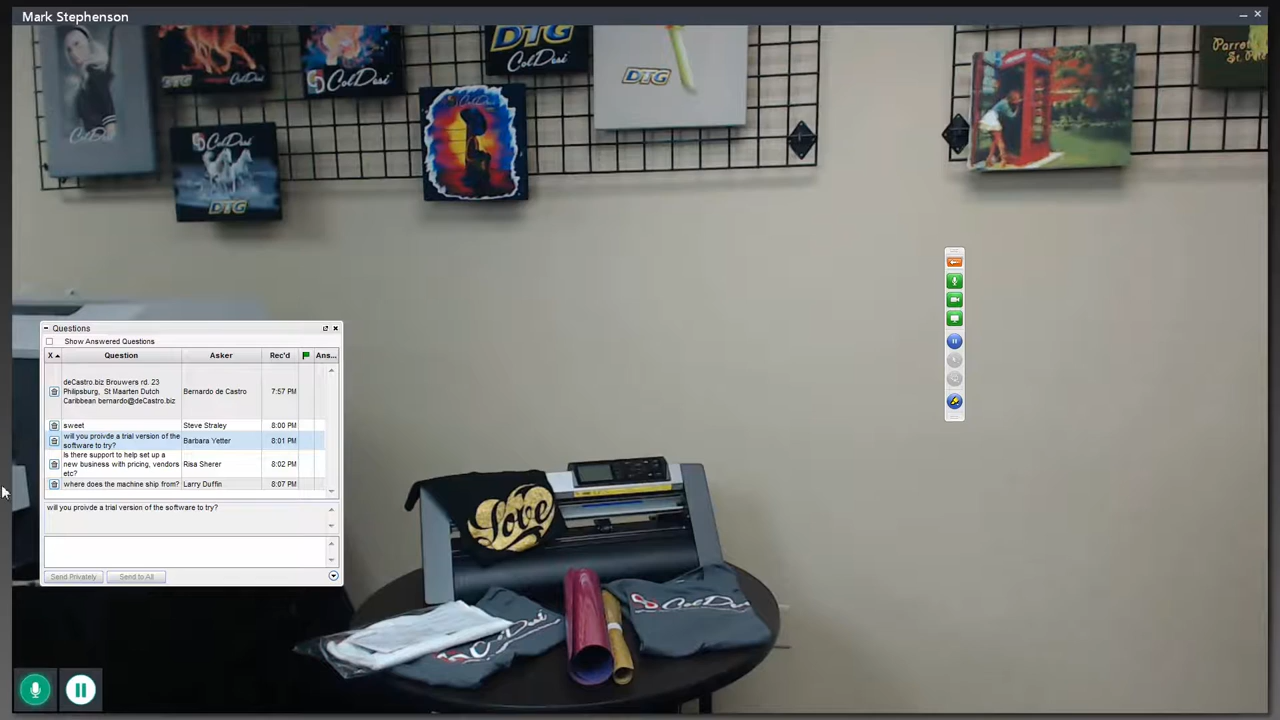 Mark Stephenson
DTG
ColDesi
ColDesi
DTG
ColDesi
DTG
ColDesi
DTG
ColDesi
DTG
Questions
Show Answered Questions
X Question Asker Rec'd Ans...
deCastro.biz Brouwers rd. 23
Philipsburg, St Maarten Dutch
Caribbean bernardo@deCastro.biz
Bernardo de Castro 7:57 PM
sweet Steve Straley 8:00 PM
will you proivde a trial version of the
software to try?
Barbara Yetter 8:01 PM
Is there support to help set up a
new business with pricing, vendors
etc?
Risa Sherer 8:02 PM
where does the machine ship from? Larry Duffin 8:07 PM
will you proivde a trial version of the software to try?
Send Privately Send to All
Love
ColDesi
ColDesi